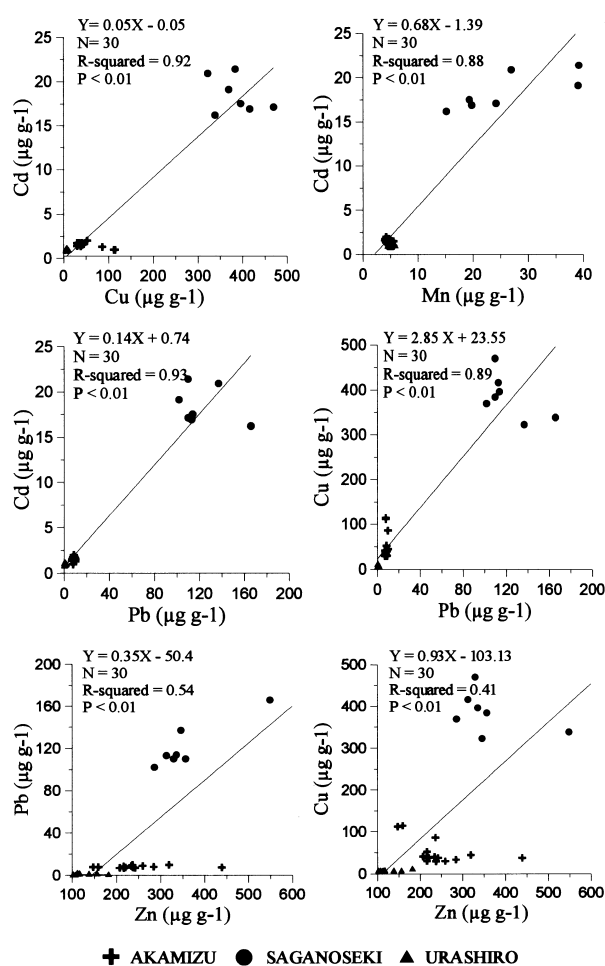 Y= 0.05X - 0.05
N= 30
R-squared = 0.92
P < 0.01
25
20
15
10
5
0
Cd (µg g-1)
0 100 200 300 400 500
Cu (µg g-1)
Y = 0.68X - 1.39
N = 30
R-squared = 0.88
P < 0.01
25
20
15
10
5
0
Cd (µg g-1)
0 10 20 30 40
Mn (µg g-1)
Y = 0.14X + 0.74
N = 30
R-squared = 0.93
P < 0.01
25
20
15
10
5
0
Cd (µg g-1)
0 40 80 120 160 200
Pb (µg g-1)
Y = 2.85 X + 23.55
N = 30
R-squared = 0.89
P < 0.01
500
400
300
200
100
0
Cu (µg g-1)
0 40 80 120 160 200
Pb (µg g-1)
Y = 0.35X - 50.4
N = 30
R-squared = 0.54
P < 0.01
200
160
120
80
40
0
Pb (µg g-1)
100 200 300 400 500 600
Zn (µg g-1)
Y = 0.93X - 103.13
N = 30
R-squared = 0.41
P < 0.01
500
400
300
200
100
0
Cu (µg g-1)
100 200 300 400 500 600
Zn (µg g-1)
AKAMIZU SAGANOSEKI URASHIRO